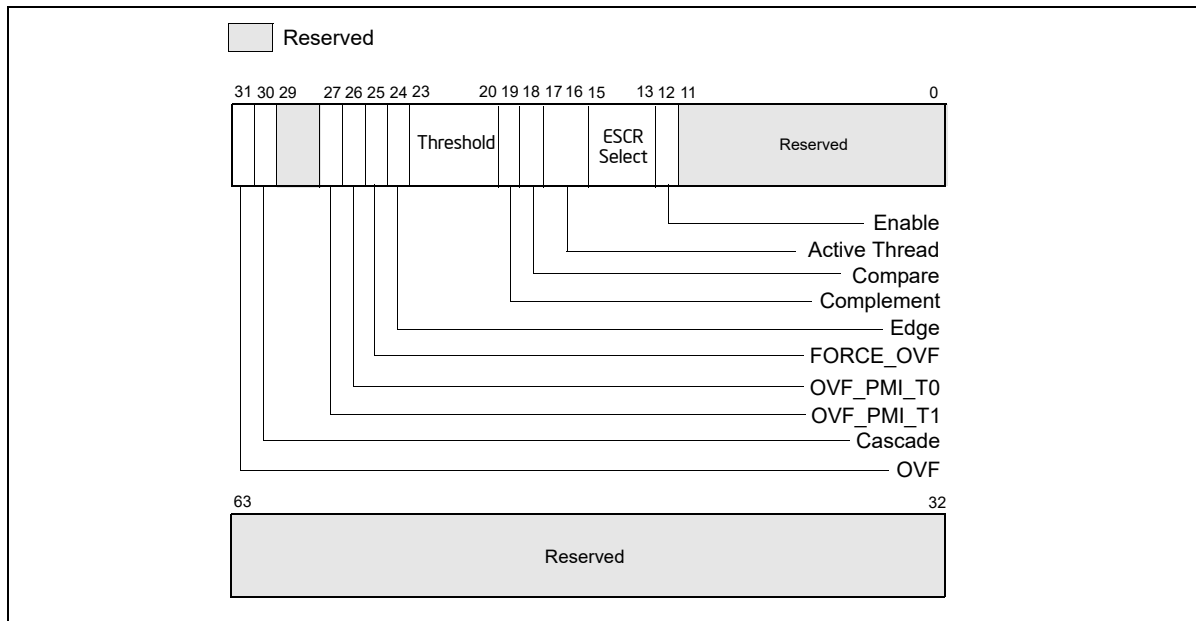 Reserved
31 30 29 27 26 25 24 23 20 19 18 17 16 15 13 12 11 0
Threshold
ESCR
Select
Reserved
Enable
Active Thread
Compare
Complement
Edge
FORCE_OVF
OVF_PMI_T0
OVF_PMI_T1
Cascade
OVF
63 32
Reserved